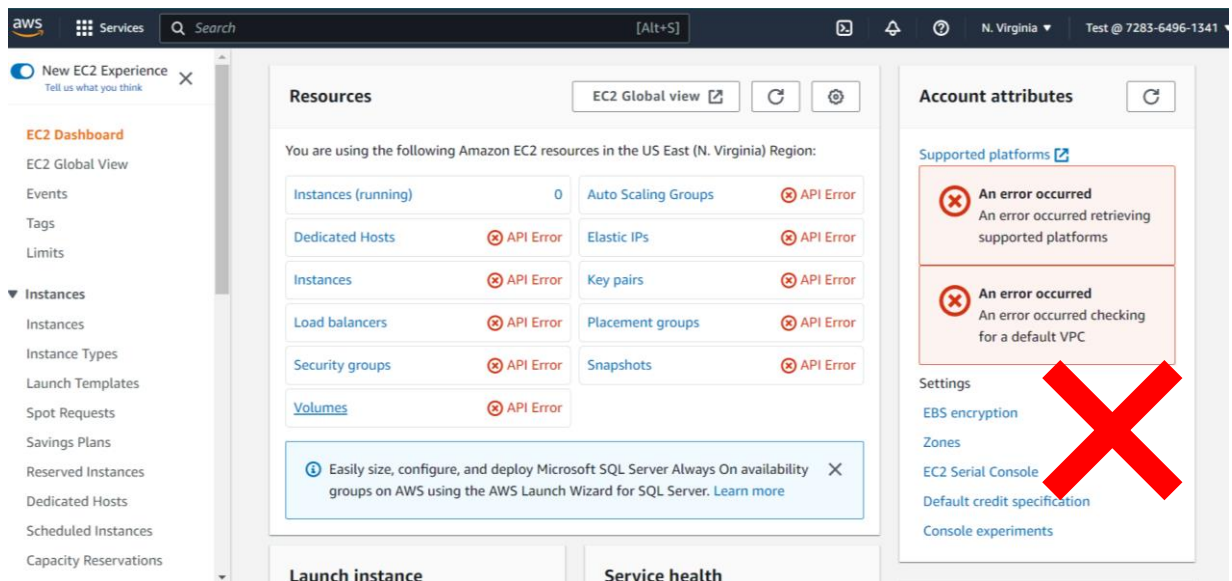 aws
Services
Search
[Alt+S]
N. Virginia
Test @ 7283-6496-1341
New EC2 Experience
Tell us what you think
EC2 Dashboard
EC2 Global View
Events
Tags
Limits
Instances
Instances
Instance Types
Launch Templates
Spot Requests
Savings Plans
Reserved Instances
Dedicated Hosts
Scheduled Instances
Capacity Reservations
Resources
EC2 Global view
You are using the following Amazon EC2 resources in the US East (N. Virginia) Region:
Instances (running) 0
Auto Scaling Groups API Error
Dedicated Hosts API Error
Elastic IPs API Error
Instances API Error
Key pairs API Error
Load balancers API Error
Placement groups API Error
Security groups API Error
Snapshots API Error
Volumes API Error
Easily size, configure, and deploy Microsoft SQL Server Always On availability
groups on AWS using the AWS Launch Wizard for SQL Server. Learn more
Launch instance
Service health
Account attributes
Supported platforms
An error occurred
An error occurred retrieving
supported platforms
An error occurred
An error occurred checking
for a default VPC
Settings
EBS encryption
Zones
EC2 Serial Console
Default credit specification
Console experiments